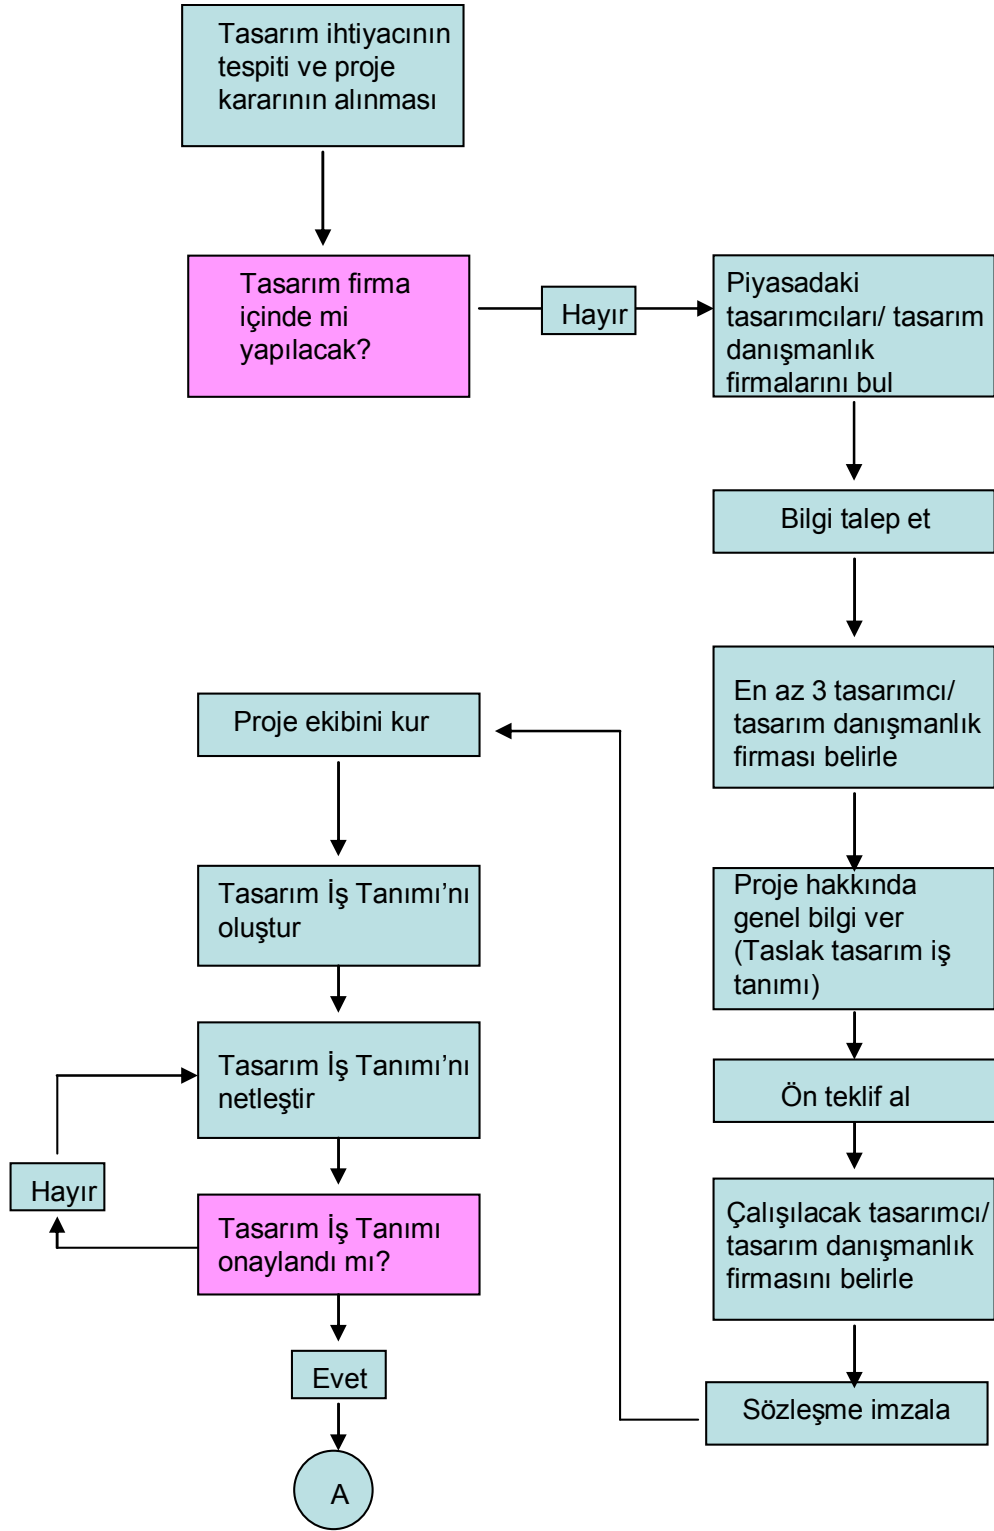 Tasarım ihtiyacının
tespiti ve proje
kararının alınması
Tasarım firma
içinde mi
yapılacak?
Hayır
Piyasadaki
tasarımcıları/ tasarım
danışmanlık
firmalarını bul
Bilgi talep et
En az 3 tasarımcı/
tasarım danışmanlık
firması belirle
Proje hakkında
genel bilgi ver
(Taslak tasarım iş
tanımı)
Ön teklif al
Çalışılacak tasarımcı/
tasarım danışmanlık
firmasını belirle
Sözleşme imzala
Proje ekibini kur
Tasarım İş Tanımı’nı
oluştur
Tasarım İş Tanımı’nı
netleştir
Hayır
Tasarım İş Tanımı
onaylandı mı?
Evet
A